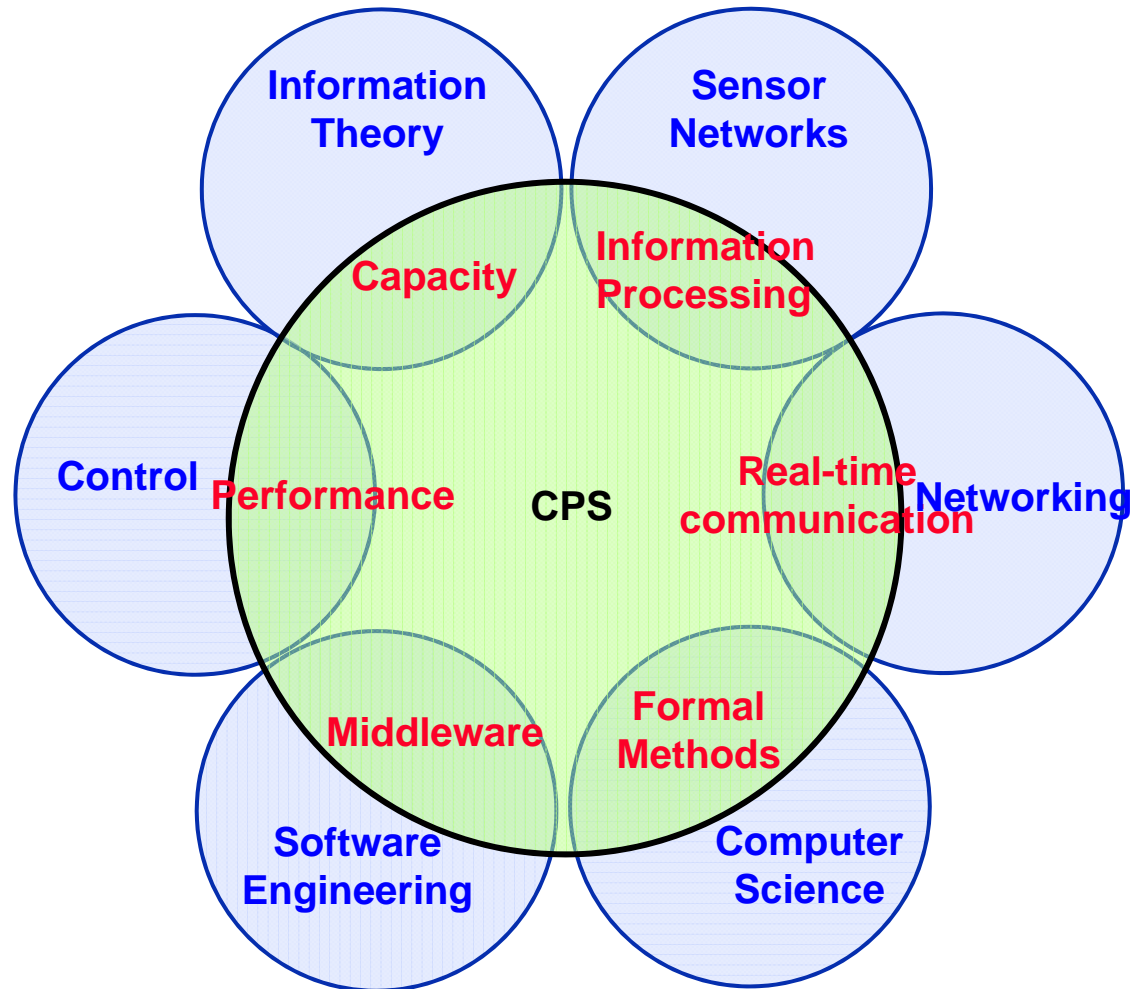 Information
Theory
Sensor
Networks
Capacity
Information
Processing
Control
Performance
CPS
Real-time
communication
Networking
Middleware
Formal
Methods
Software
Engineering
Computer
Science